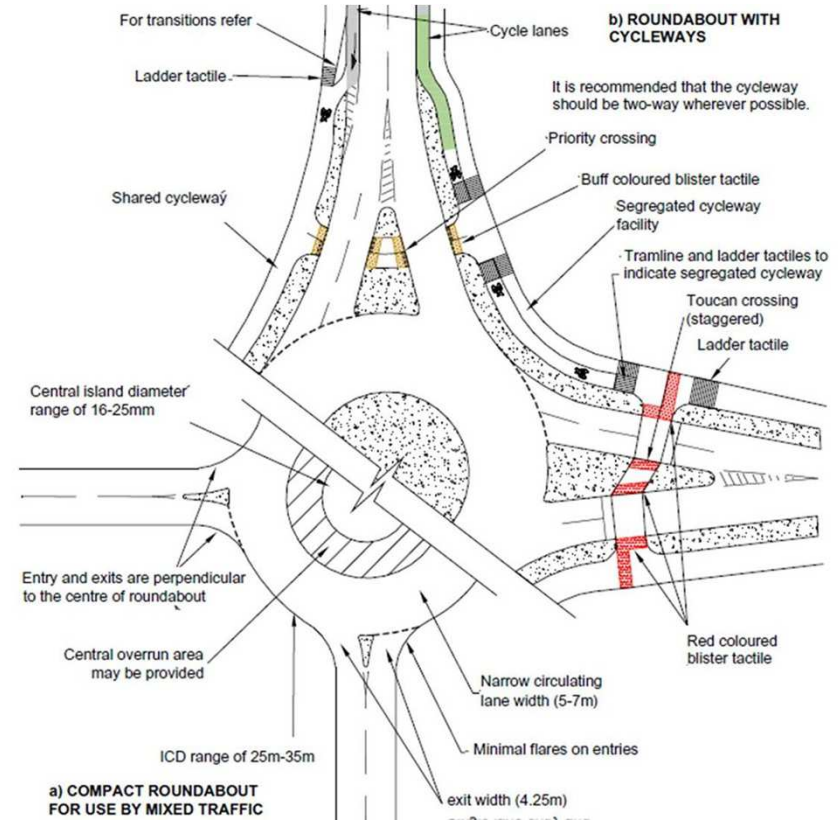 For transitions refer
Cycle lanes
b) ROUNDABOUT WITH
CYCLEWAYS
Ladder tactile
It is recommended that the cycleway
should be two-way wherever possible.
Priority crossing
Buff coloured blister tactile
Shared cycleway
Segregated cycleway
facility
Tramline and ladder tactiles to
indicate segregated cycleway
Toucan crossing
(staggered)
Ladder tactile
Central island diameter
range of 16-25mm
Entry and exits are perpendicular
to the centre of roundabout
Central overrun area
may be provided
Red coloured
blister tactile
Narrow circulating
lane width (5-7m)
Minimal flares on entries
ICD range of 25m-35m
a) COMPACT ROUNDABOUT
FOR USE BY MIXED TRAFFIC
exit width (4.25m)